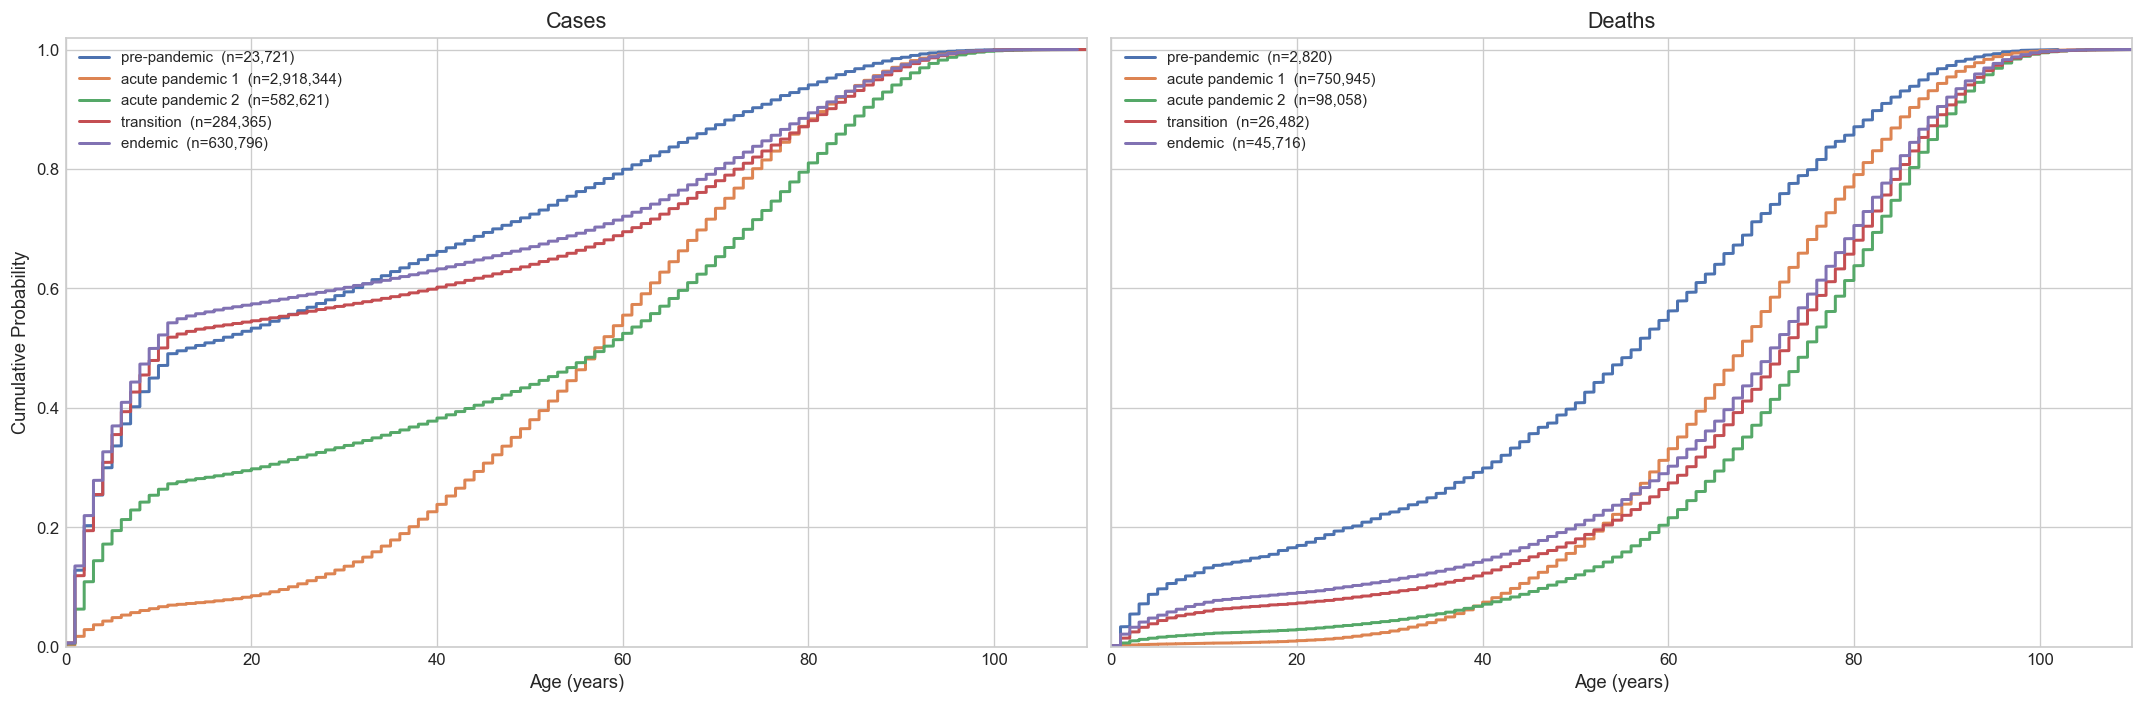 Cases
pre-pandemic (n=23,721)
acute pandemic 1 (n=2,918,344)
acute pandemic 2 (n=582,621)
transition (n=284,365)
endemic (n=630,796)
Cumulative Probability
1.0
0.8
0.6
0.4
0.2
0.0
0 20 40 60 80 100
Age (years)
Deaths
pre-pandemic (n=2,820)
acute pandemic 1 (n=750,945)
acute pandemic 2 (n=98,058)
transition (n=26,482)
endemic (n=45,716)
0 20 40 60 80 100
Age (years)